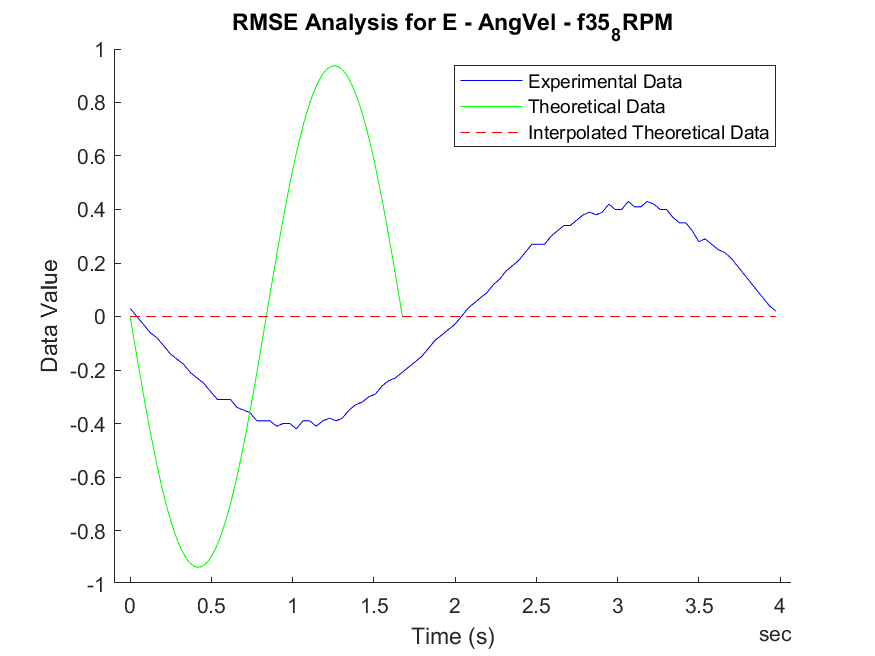 RMSE Analysis for E - AngVel - f35₈RPM
Experimental Data
Theoretical Data
Interpolated Theoretical Data
Data Value
1
0.8
0.6
0.4
0.2
0
-0.2
-0.4
-0.6
-0.8
-1
0 0.5 1 1.5 2 2.5 3 3.5 4
sec
Time (s)